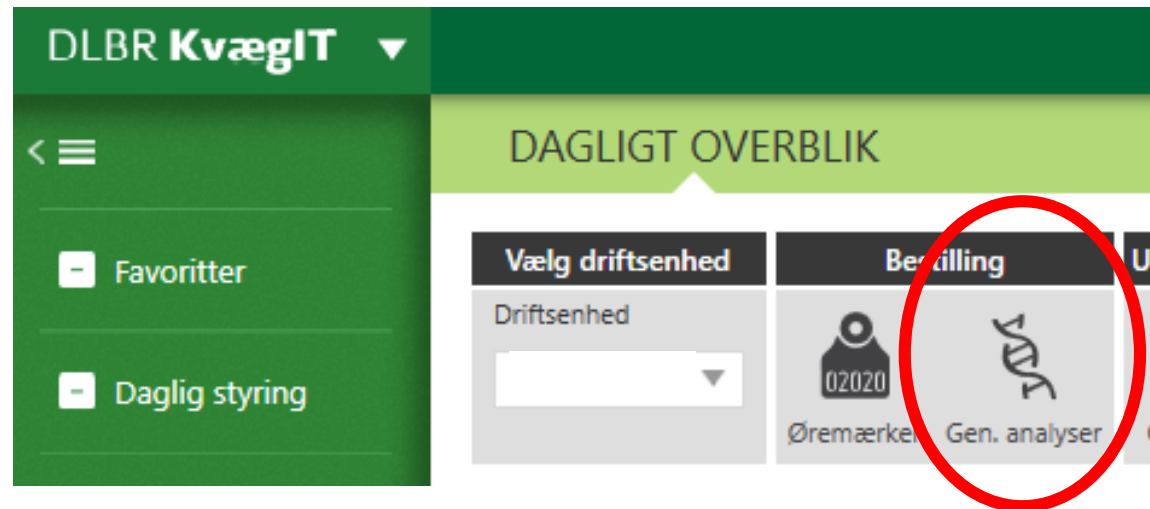 DLBR KvægIT
DAGLIGT OVERBLIK
Favoritter
Daglig styring
Vælg driftsenhed
Bestilling
Driftsenhed
02020
Øremærker
Gen. analyser